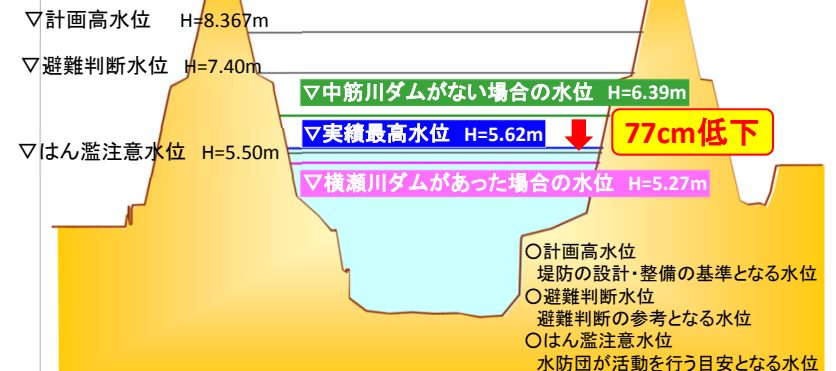 ▽計画高水位 H=8.367m
▽避難判断水位 H=7.40m
▽中筋川ダムがない場合の水位 H=6.39m
▽実績最高水位 H=5.62m
77cm低下
▽はん濫注意水位 H=5.50m
▽横瀬川ダムがあった場合の水位 H=5.27m
〇計画高水位
堤防の設計・整備の基準となる水位
〇避難判断水位
避難判断の参考となる水位
〇はん濫注意水位
水防団が活動を行う目安となる水位